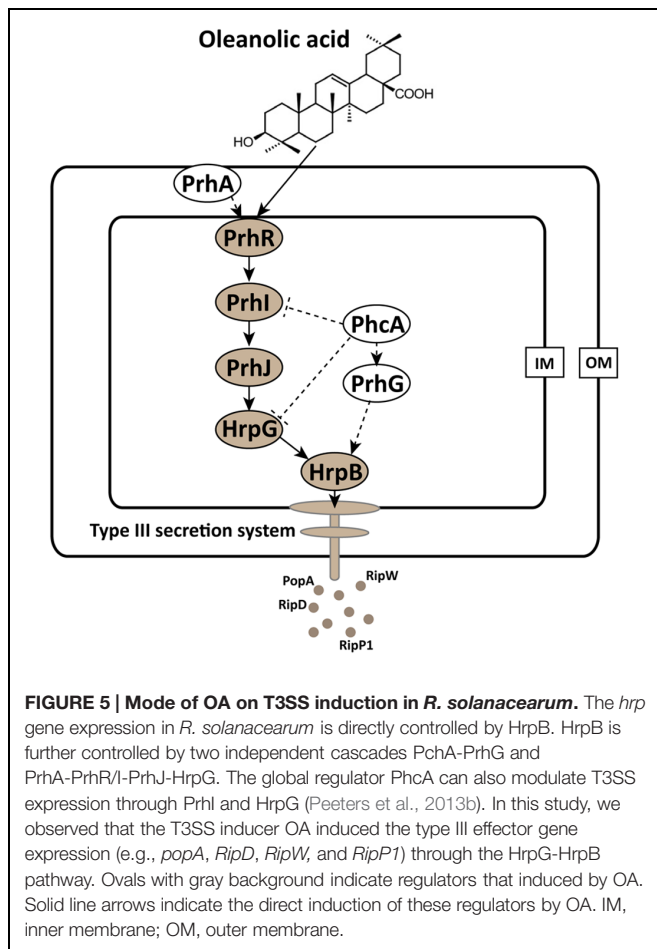 Oleanolic acid
COOH
HO
PrhA
PrhR
PrhI
PhcA
PrhJ
PrhG
IM
OM
HrpG
HrpB
Type III secretion system
PopA
RipW
RipD
RipP1
FIGURE 5 | Mode of OA on T3SS induction in R. solanacearum. The hrp
gene expression in R. solanacearum is directly controlled by HrpB. HrpB is
further controlled by two independent cascades PchA-PrhG and
PrhA-PrhR/I-PrhJ-HrpG. The global regulator PhcA can also modulate T3SS
expression through PrhI and HrpG (Peeters et al., 2013b). In this study, we
observed that the T3SS inducer OA induced the type III effector gene
expression (e.g., popA, RipD, RipW, and RipP1) through the HrpG-HrpB
pathway. Ovals with gray background indicate regulators that induced by OA.
Solid line arrows indicate the direct induction of these regulators by OA. IM,
inner membrane; OM, outer membrane.